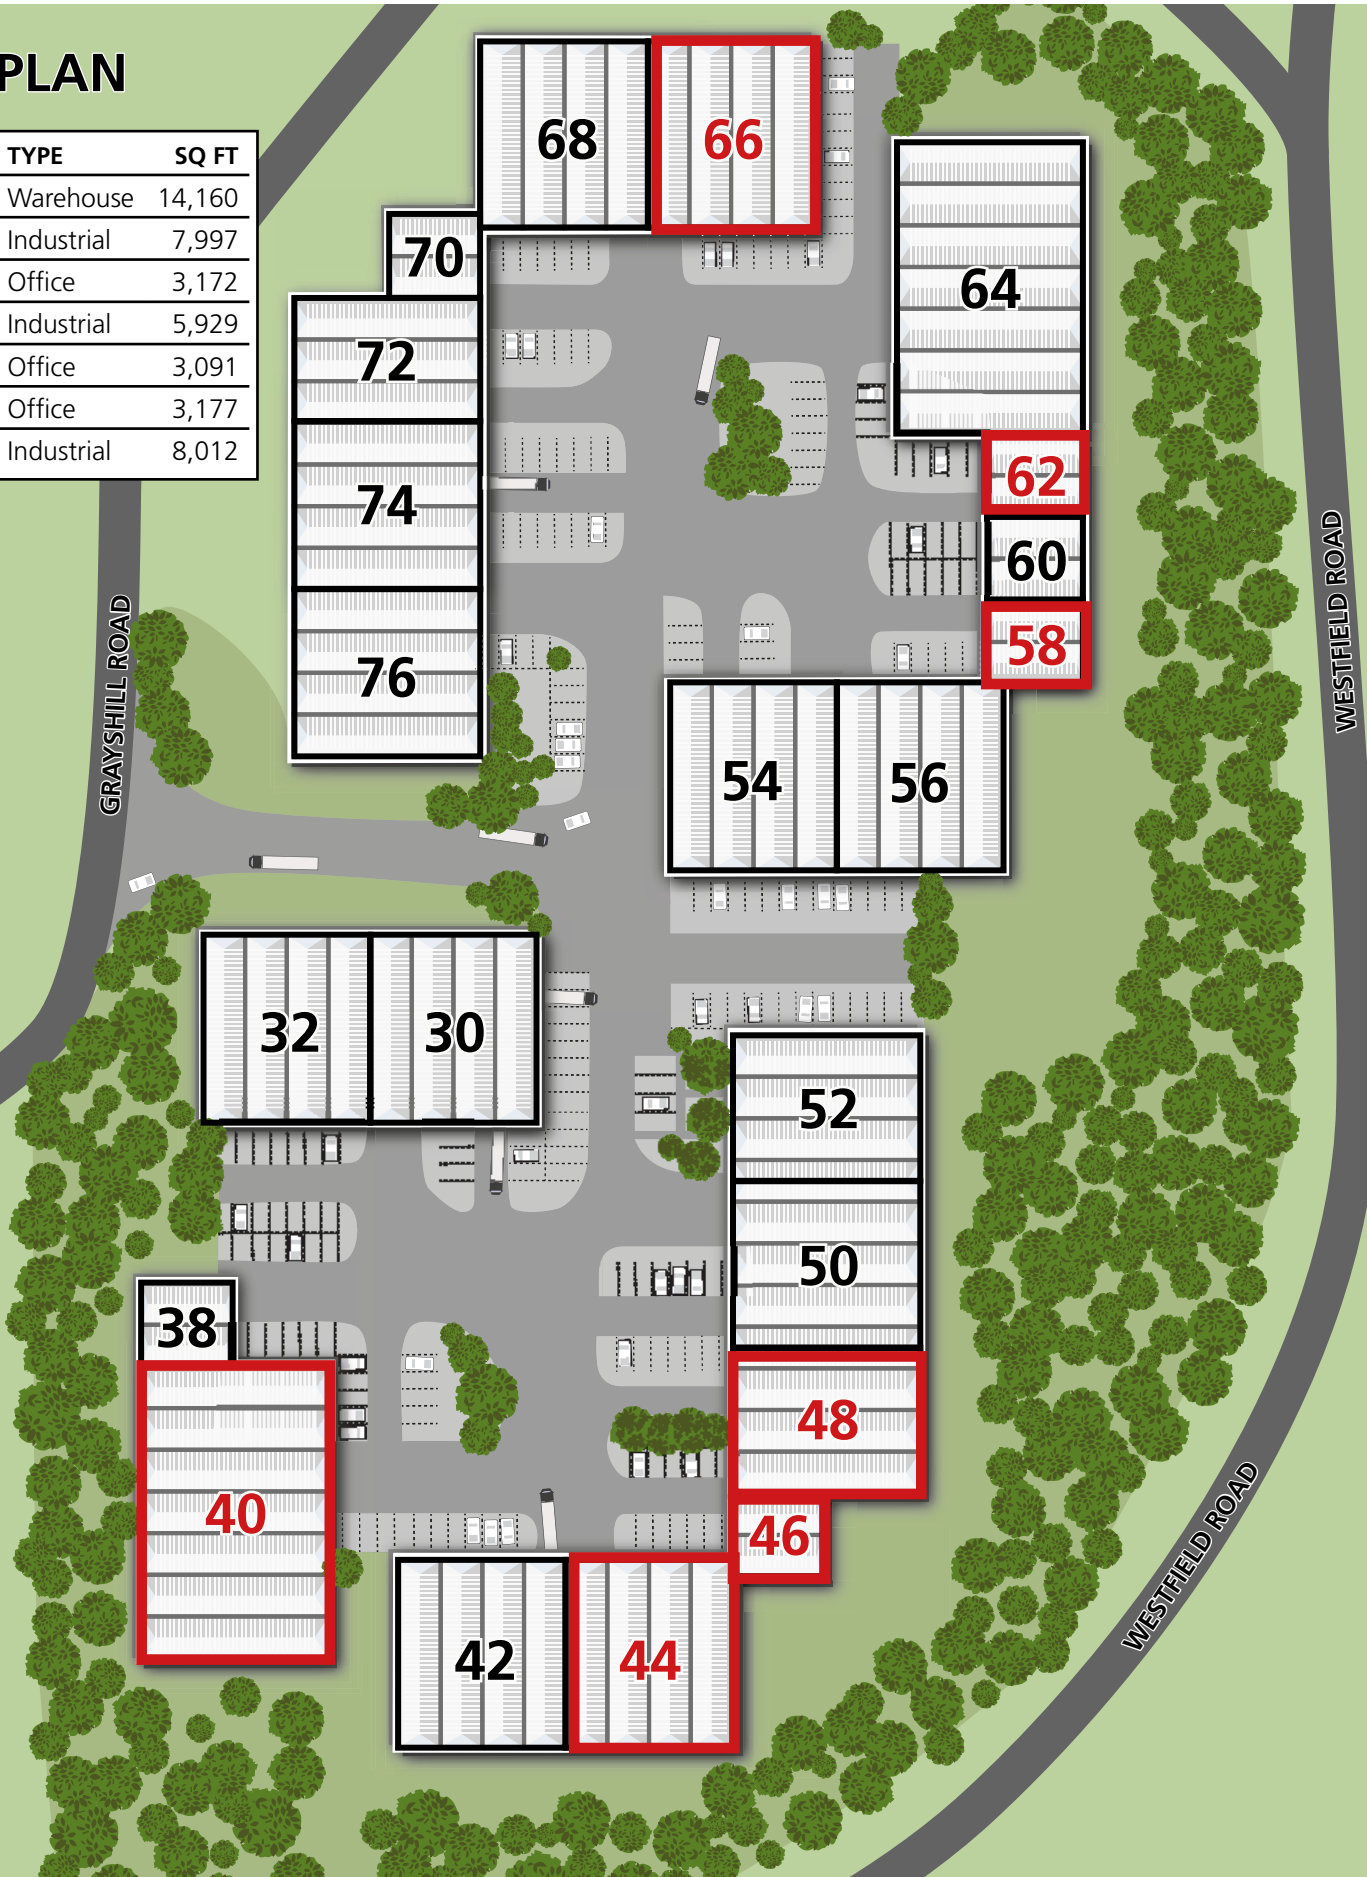 PLAN
TYPE SQ FT
Warehouse 14,160
Industrial 7,997
Office 3,172
Industrial 5,929
Office 3,091
Office 3,177
Industrial 8,012
68
66
70
64
72
62
74
60
58
76
54
56
GRAYSHILL ROAD
WESTFIELD ROAD
32
30
52
50
38
48
40
46
42
44
WESTFIELD ROAD